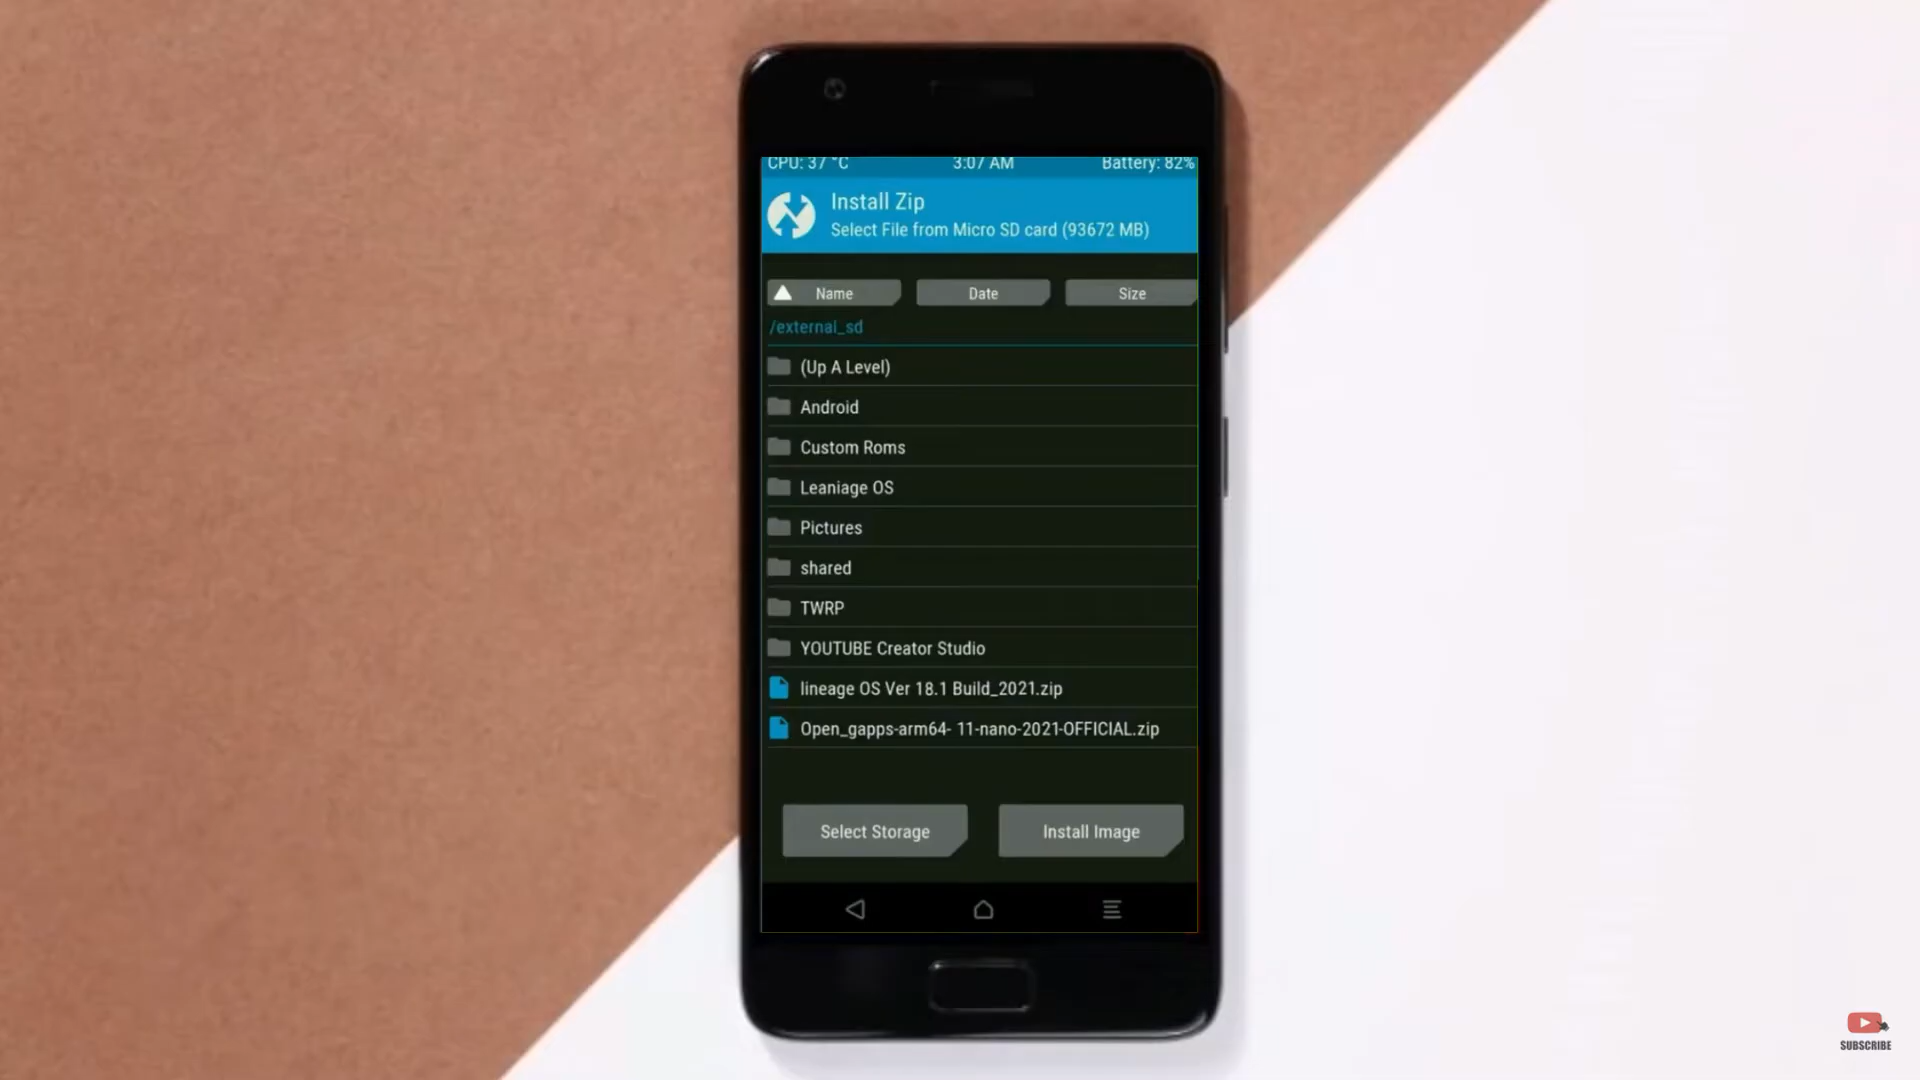 CPU: 37 °C 3:07 AM Battery: 82%
Install Zip
Select File from Micro SD card (93672 MB)
Name Date Size
/external_sd
(Up A Level)
Android
Custom Roms
Leaniage OS
Pictures
shared
TWRP
YOUTUBE Creator Studio
lineage OS Ver 18.1 Build_2021.zip
Open_gapps-arm64- 11-nano-2021-OFFICIAL.zip
Select Storage Install Image
SUBSCRIBE